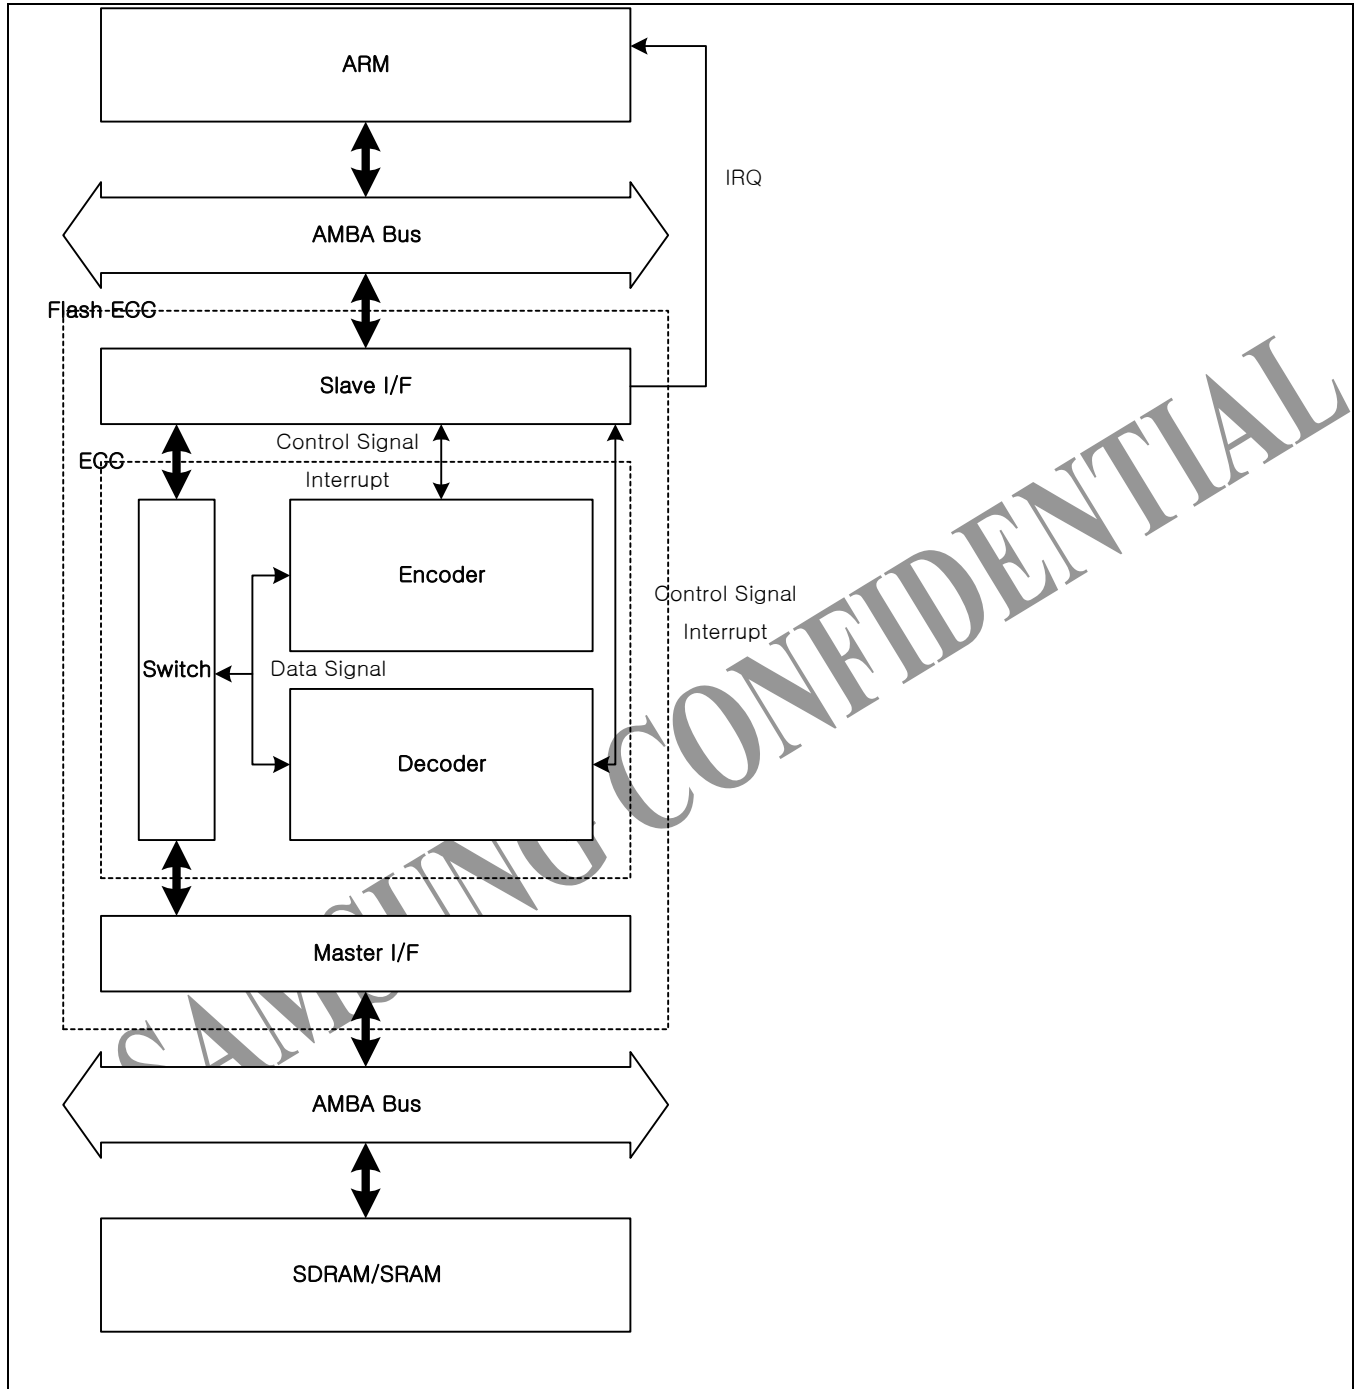 ARM
IRQ
AMBA Bus
Flash ECC
Slave I/F
Control Signal
ECC
Interrupt
Encoder
Control Signal
Interrupt
Switch
Data Signal
Decoder
Master I/F
AMBA Bus
SDRAM/SRAM
SAMSUNG CONFIDENTIAL